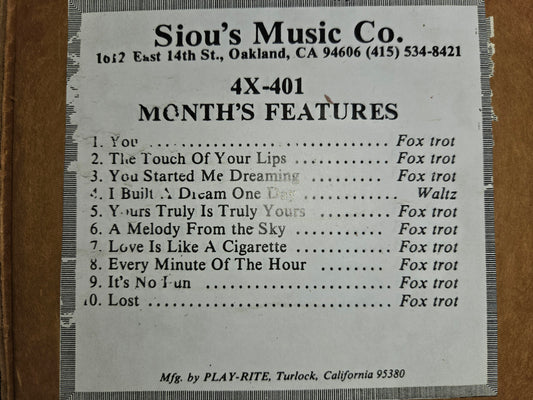 Siou's Music Co.
1612 East 14th St., Oakland, CA 94606 (415) 534-8421
4X-401
MONTH'S FEATURES
1. You ............................ Fox trot
2. The Touch Of Your Lips ........... Fox trot
3. You Started Me Dreaming .......... Fox trot
4. I Built A Dream One Day .......... Waltz
5. Yours Truly Is Truly Yours .......... Fox trot
6. A Melody From the Sky .......... Fox trot
7. Love Is Like A Cigarette .......... Fox trot
8. Every Minute Of The Hour ........ Fox trot
9. It's No Fun ...................... Fox trot
10. Lost ............................ Fox trot
Mfg. by PLAY-RITE, Turlock, California 95380